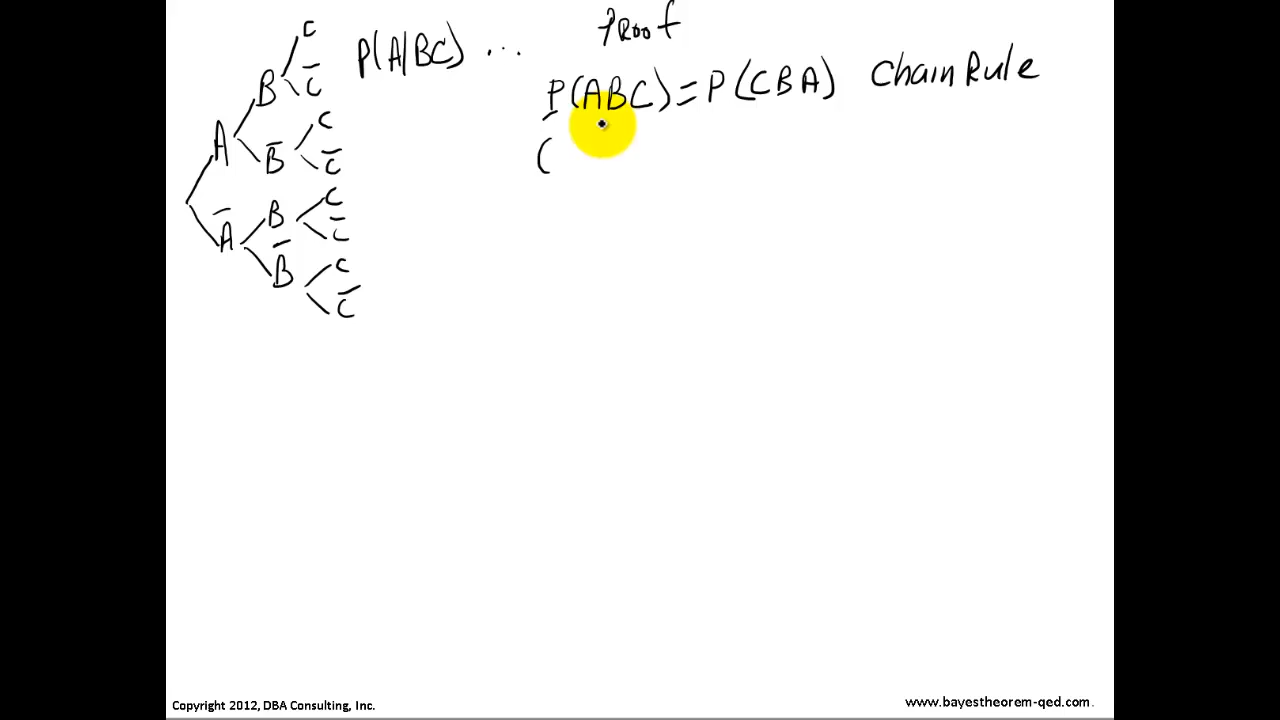 Proof
P(A|BC) ...
P(ABC) = P(CBA) Chain Rule
(
C
B
C̄
A
C
B̄
C̄
C
B
C̄
Ā
C
B̄
C̄
Copyright 2012, DBA Consulting, Inc.
www.bayestheorem-qed.com.